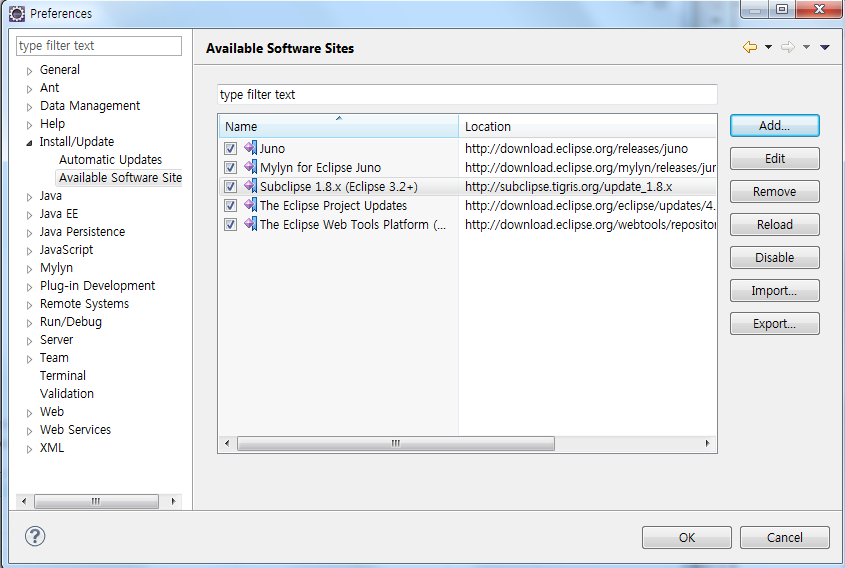 Preferences
type filter text
General
Ant
Data Management
Help
Install/Update
Automatic Updates
Available Software Site
Java
Java EE
Java Persistence
JavaScript
Mylyn
Plug-in Development
Remote Systems
Run/Debug
Server
Team
Terminal
Validation
Web
Web Services
XML
Available Software Sites
type filter text
Name Location
Juno http://download.eclipse.org/releases/juno
Mylyn for Eclipse Juno http://download.eclipse.org/mylyn/releases/jur
Subclipse 1.8.x (Eclipse 3.2+) http://subclipse.tigris.org/update_1.8.x
The Eclipse Project Updates http://download.eclipse.org/eclipse/updates/4.
The Eclipse Web Tools Platform (... http://download.eclipse.org/webtools/repositor
Add...
Edit
Remove
Reload
Disable
Import...
Export...
OK Cancel